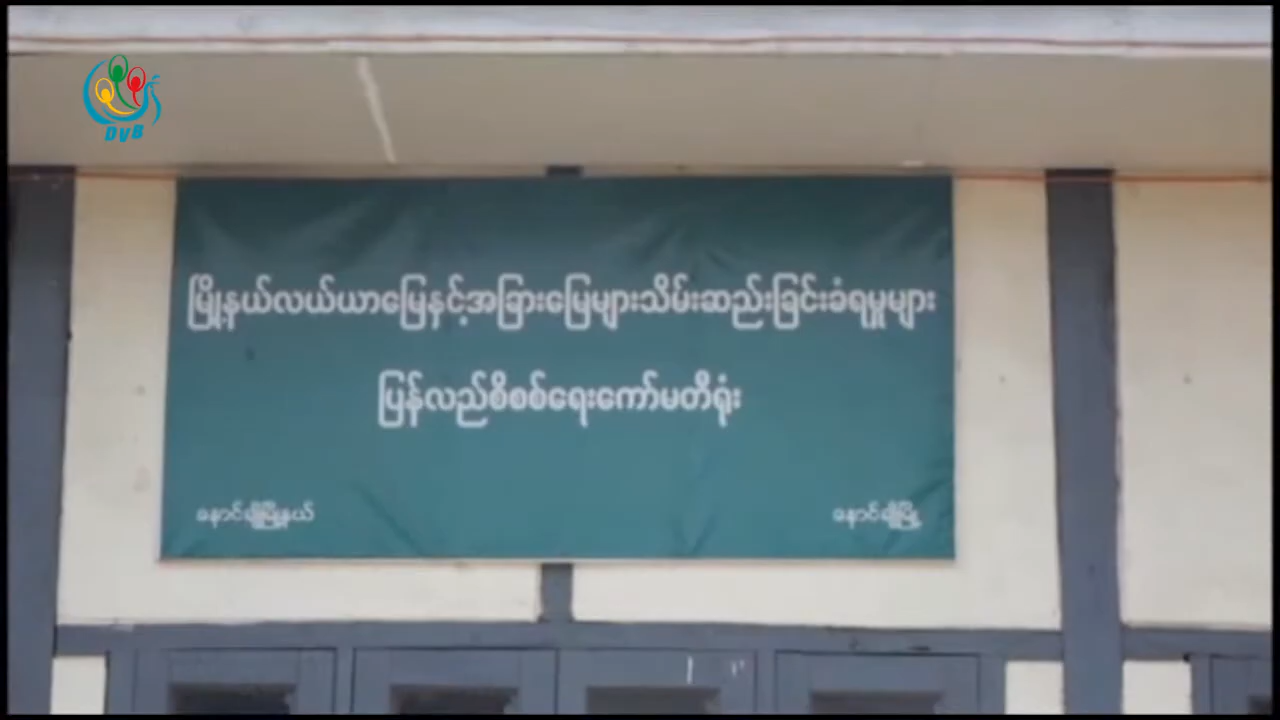 DVB
မြို့နယ်လယ်ယာမြေနှင့်အခြားမြေများသိမ်းဆည်းခြင်းခံရမှုများ
ပြန်လည်စိစစ်ရေးကော်မတီရုံး
နောင်ချိုမြို့နယ် နောင်ချိုမြို့